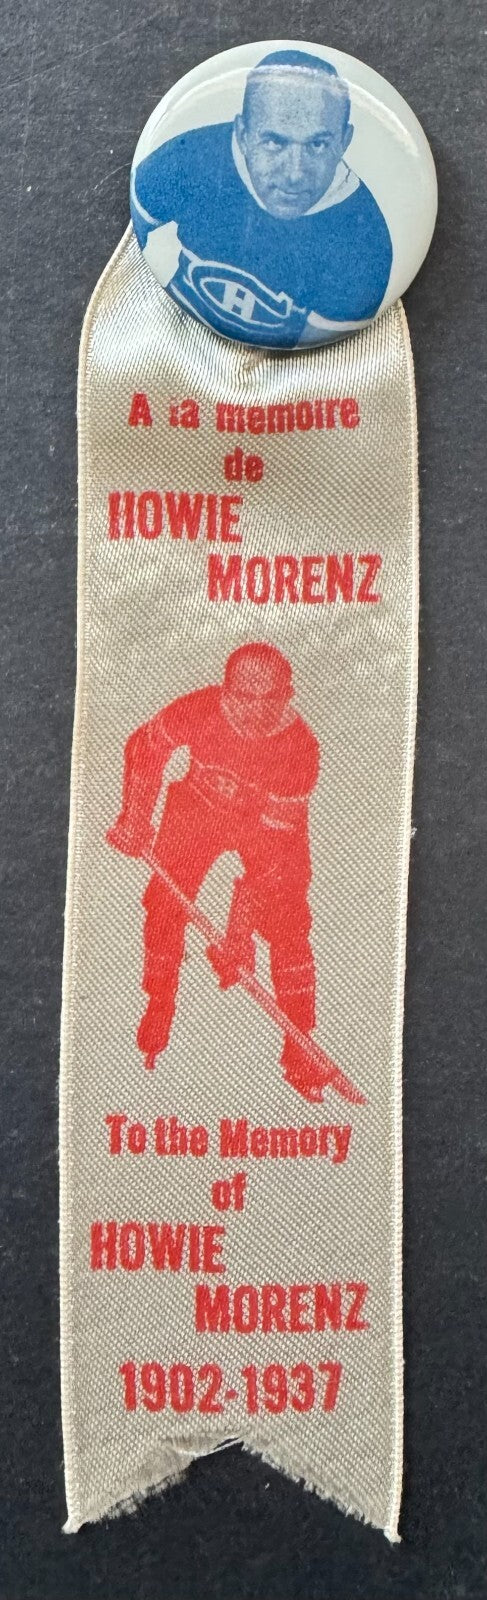 H
A la memoire
de
HOWIE
MORENZ
To the Memory
of
HOWIE
MORENZ
1902-1937